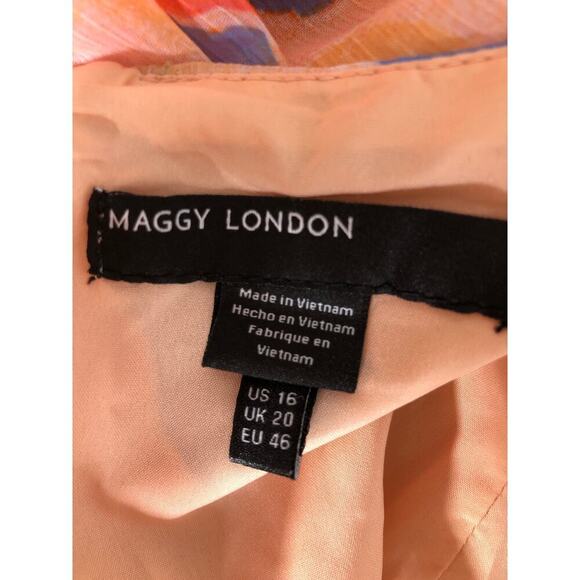 MAGGY LONDON
Made in Vietnam
Hecho en Vietnam
Fabrique en
Vietnam
US 16
UK 20
EU 46